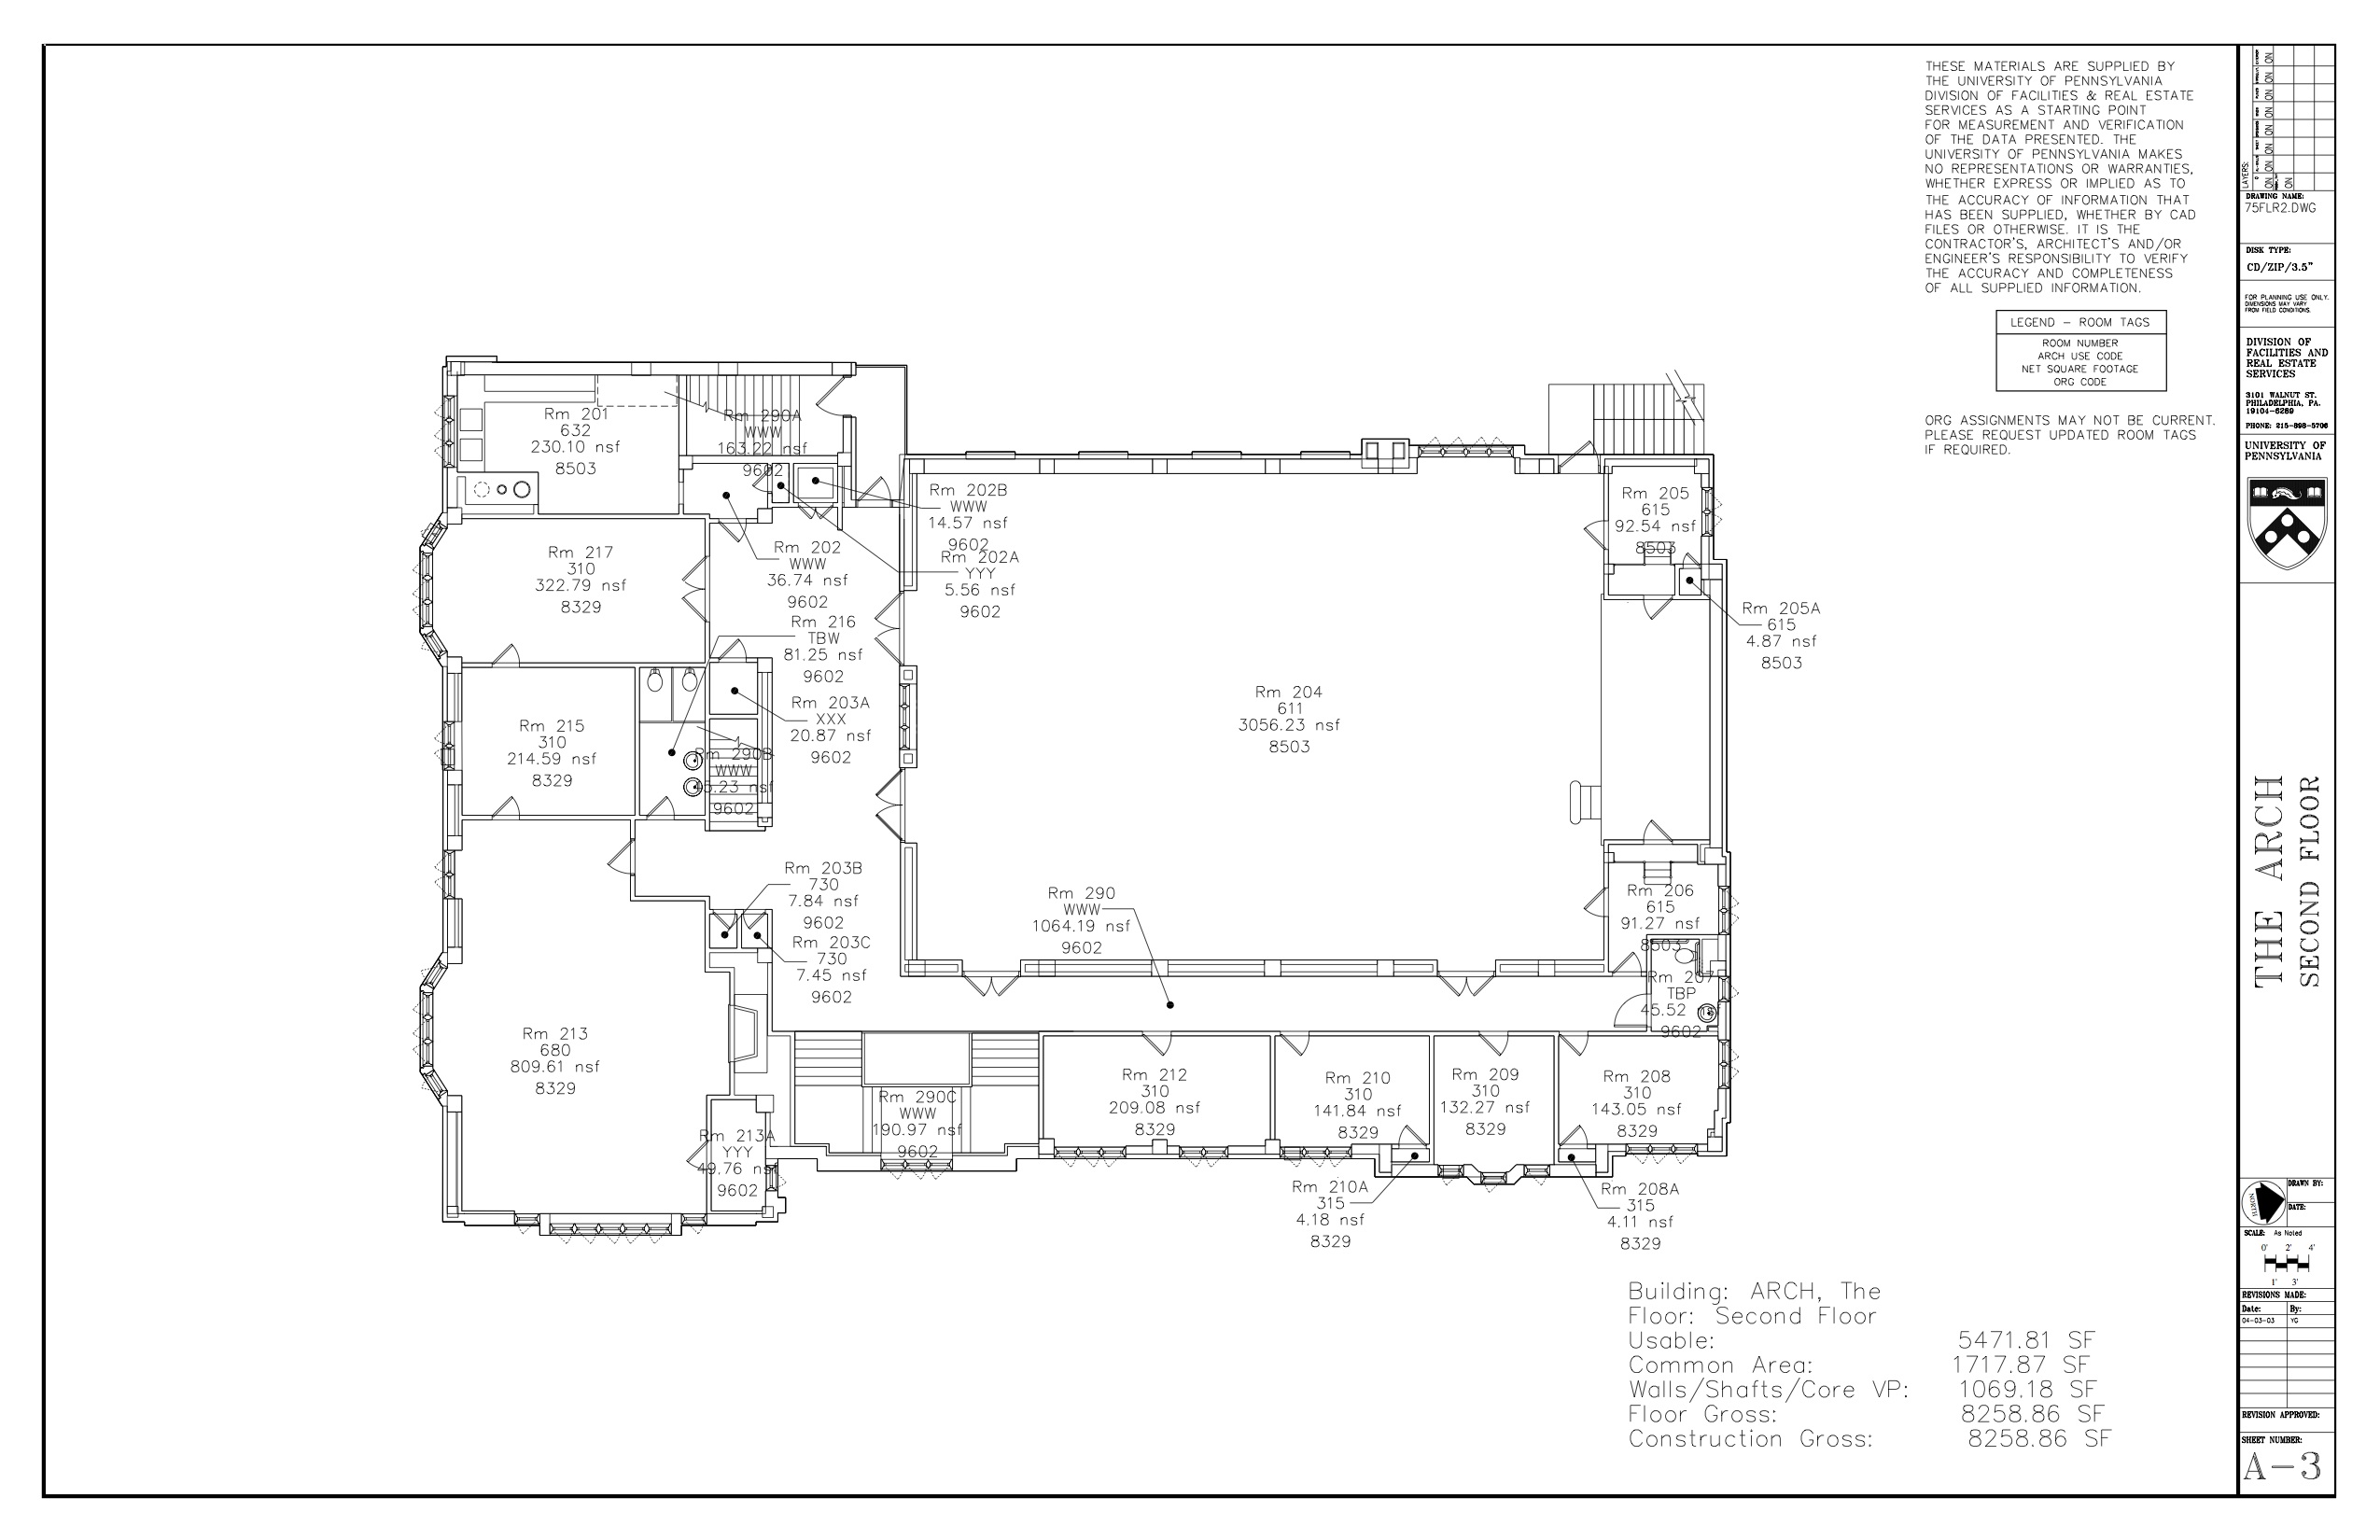 THESE MATERIALS ARE SUPPLIED BY
THE UNIVERSITY OF PENNSYLVANIA
DIVISION OF FACILITIES & REAL ESTATE
SERVICES AS A STARTING POINT
FOR MEASUREMENT AND VERIFICATION
OF THE DATA PRESENTED. THE
UNIVERSITY OF PENNSYLVANIA MAKES
NO REPRESENTATIONS OR WARRANTIES,
WHETHER EXPRESS OR IMPLIED AS TO
THE ACCURACY OF INFORMATION THAT
HAS BEEN SUPPLIED, WHETHER BY CAD
FILES OR OTHERWISE. IT IS THE
CONTRACTOR'S, ARCHITECT'S AND/OR
ENGINEER'S RESPONSIBILITY TO VERIFY
THE ACCURACY AND COMPLETENESS
OF ALL SUPPLIED INFORMATION.
LEGEND - ROOM TAGS
ROOM NUMBER
ARCH USE CODE
NET SQUARE FOOTAGE
ORG CODE
ORG ASSIGNMENTS MAY NOT BE CURRENT.
PLEASE REQUEST UPDATED ROOM TAGS
IF REQUIRED.
Rm 201
632
230.10 nsf
8503
Rm 290A
WWW
163.22 nsf
9602
Rm 202B
WWW
14.57 nsf
9602
Rm 202A
YYY
5.56 nsf
9602
Rm 202
WWW
36.74 nsf
9602
Rm 217
310
322.79 nsf
8329
Rm 216
TBW
81.25 nsf
9602
Rm 205
615
92.54 nsf
8503
Rm 205A
615
4.87 nsf
8503
Rm 204
611
3056.23 nsf
8503
Rm 215
310
214.59 nsf
8329
Rm 203A
XXX
20.87 nsf
9602
Rm 290B
WWW
5.23 nsf
9602
Rm 203B
730
7.84 nsf
9602
Rm 203C
730
7.45 nsf
9602
Rm 290
WWW
1064.19 nsf
9602
Rm 206
615
91.27 nsf
8503
Rm 207
TBP
45.52
9602
Rm 213
680
809.61 nsf
8329
Rm 213A
YYY
49.76 nsf
9602
Rm 290C
WWW
190.97 nsf
9602
Rm 212
310
209.08 nsf
8329
Rm 210
310
141.84 nsf
8329
Rm 209
310
132.27 nsf
8329
Rm 208
310
143.05 nsf
8329
Rm 210A
315
4.18 nsf
8329
Rm 208A
315
4.11 nsf
8329
Building: ARCH, The
Floor: Second Floor
Usable: 5471.81 SF
Common Area: 1717.87 SF
Walls/Shafts/Core VP: 1069.18 SF
Floor Gross: 8258.86 SF
Construction Gross: 8258.86 SF
LAYERS:
ON ON ON ON ON ON ON
ON
DRAWING NAME:
75FLR2.DWG
DISK TYPE:
CD/ZIP/3.5"
FOR PLANNING USE ONLY.
DIMENSIONS MAY VARY
FROM FIELD CONDITIONS.
DIVISION OF
FACILITIES AND
REAL ESTATE
SERVICES
3101 WALNUT ST.
PHILADELPHIA, PA.
19104-6289
PHONE: 215-898-5706
UNIVERSITY OF
PENNSYLVANIA
THE ARCH
SECOND FLOOR
NORTH
DRAWN BY:
DATE:
SCALE: As Noted
0' 2' 4'
1' 3'
REVISIONS MADE:
Date: By:
04-03-03 YG
REVISION APPROVED:
SHEET NUMBER:
A-3